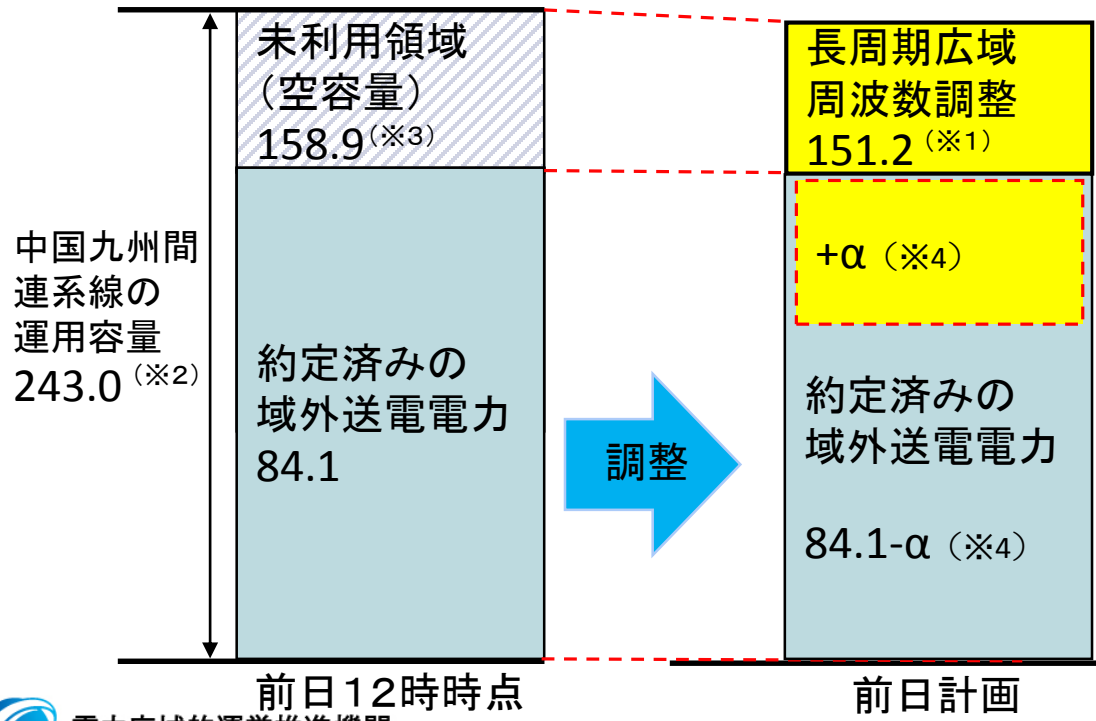 未利用領域
(空容量)
158.9(※3)
長周期広域
周波数調整
151.2(※1)
中国九州間
連系線の
運用容量
243.0(※2)
約定済みの
域外送電電力
84.1
調整
+α(※4)
約定済みの
域外送電電力
84.1-α(※4)
前日12時時点
前日計画